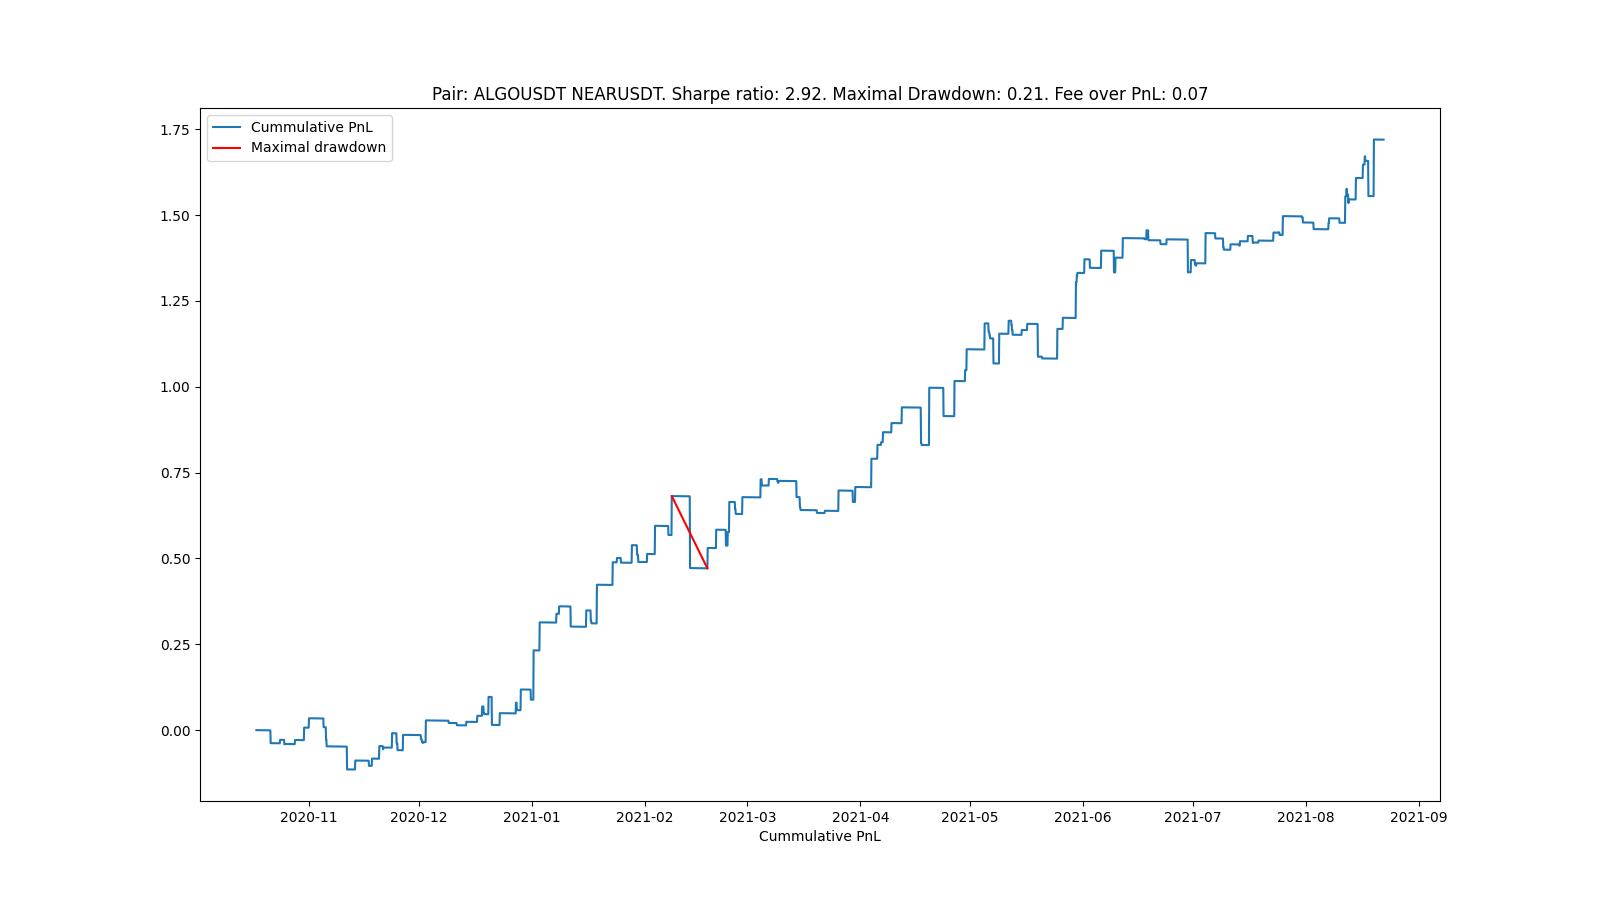 Pair: ALGOUSDT NEARUSDT. Sharpe ratio: 2.92. Maximal Drawdown: 0.21. Fee over PnL: 0.07
Cummulative PnL
Maximal drawdown
1.75
1.50
1.25
1.00
0.75
0.50
0.25
0.00
2020-11 2020-12 2021-01 2021-02 2021-03 2021-04 2021-05 2021-06 2021-07 2021-08 2021-09
Cummulative PnL